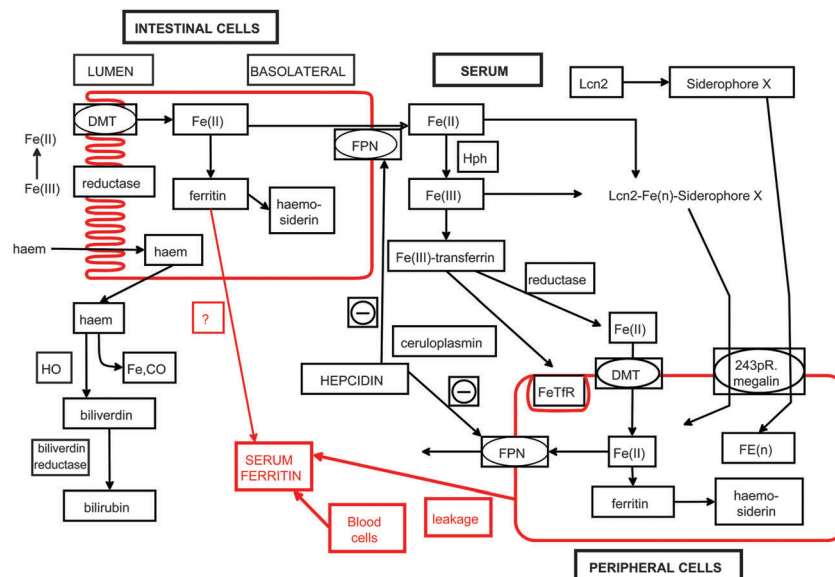 INTESTINAL CELLS
LUMEN
BASOLATERAL
SERUM
Lcn2
Siderophore X
DMT
Fe(II)
Fe(II)
Fe(II)
FPN
Hph
Fe(III)
reductase
ferritin
haemo-
siderin
Fe(III)
Lcn2-Fe(n)-Siderophore X
haem
haem
Fe(III)-transferrin
reductase
haem
?
Fe(II)
ceruloplasmin
HO
Fe,CO
HEPCIDIN
FeTfR
DMT
243pR.
megalin
biliverdin
biliverdin
reductase
SERUM
FERRITIN
FPN
Fe(II)
FE(n)
bilirubin
Blood
cells
leakage
ferritin
haemo-
siderin
PERIPHERAL CELLS